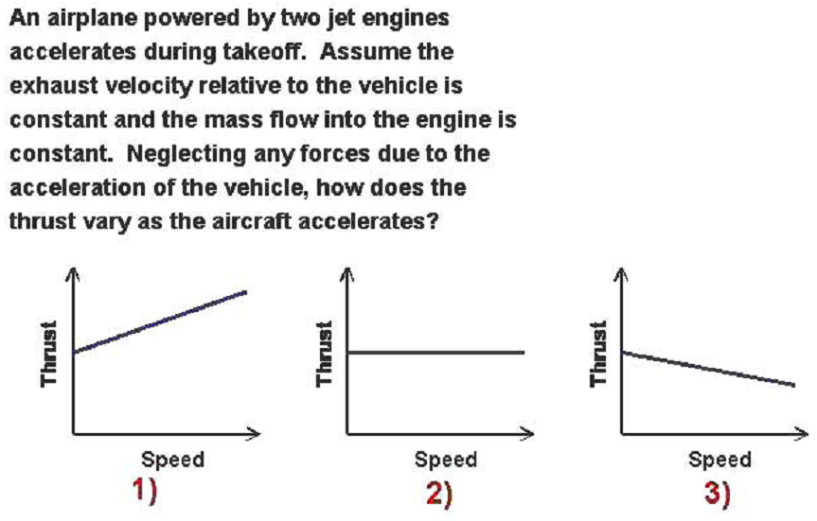 An airplane powered by two jet engines
accelerates during takeoff. Assume the
exhaust velocity relative to the vehicle is
constant and the mass flow into the engine is
constant. Neglecting any forces due to the
acceleration of the vehicle, how does the
thrust vary as the aircraft accelerates?
Thrust
Thrust
Thrust
Speed
Speed
Speed
1)
2)
3)